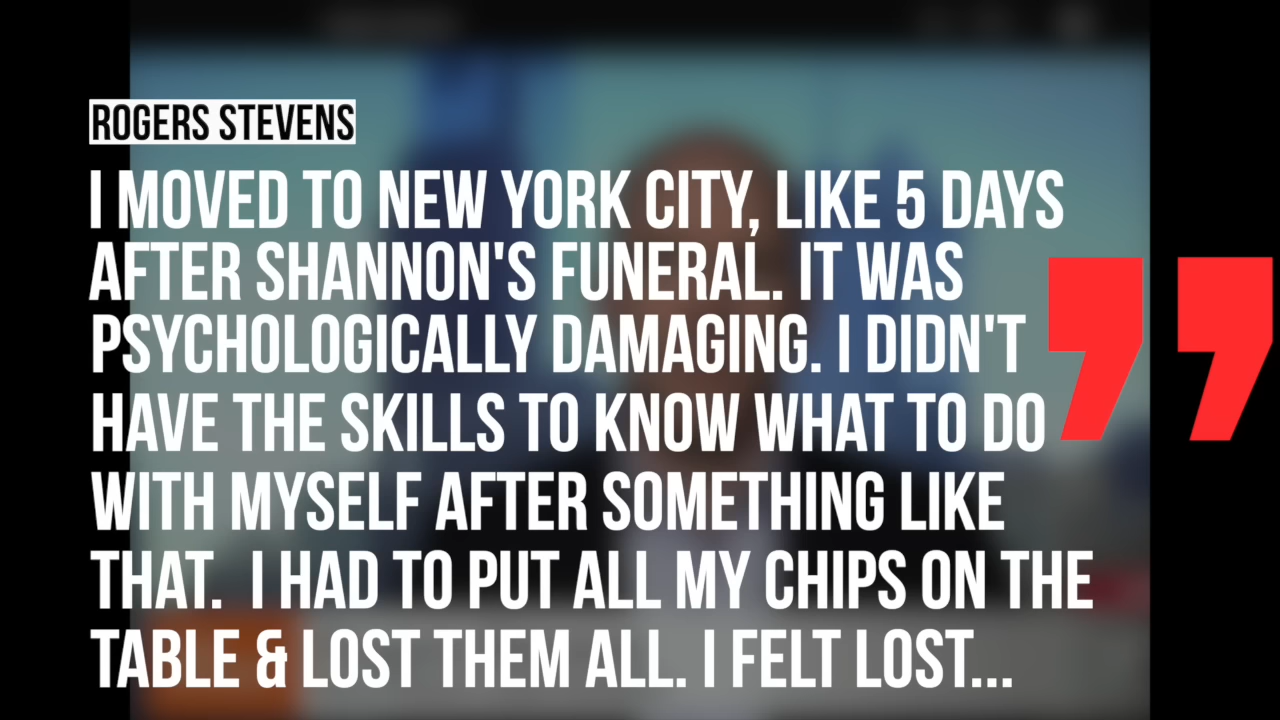 ROGERS STEVENS
I MOVED TO NEW YORK CITY, LIKE 5 DAYS
AFTER SHANNON'S FUNERAL. IT WAS
PSYCHOLOGICALLY DAMAGING. I DIDN'T
HAVE THE SKILLS TO KNOW WHAT TO DO
WITH MYSELF AFTER SOMETHING LIKE
THAT.  I HAD TO PUT ALL MY CHIPS ON THE
TABLE & LOST THEM ALL. I FELT LOST...
”